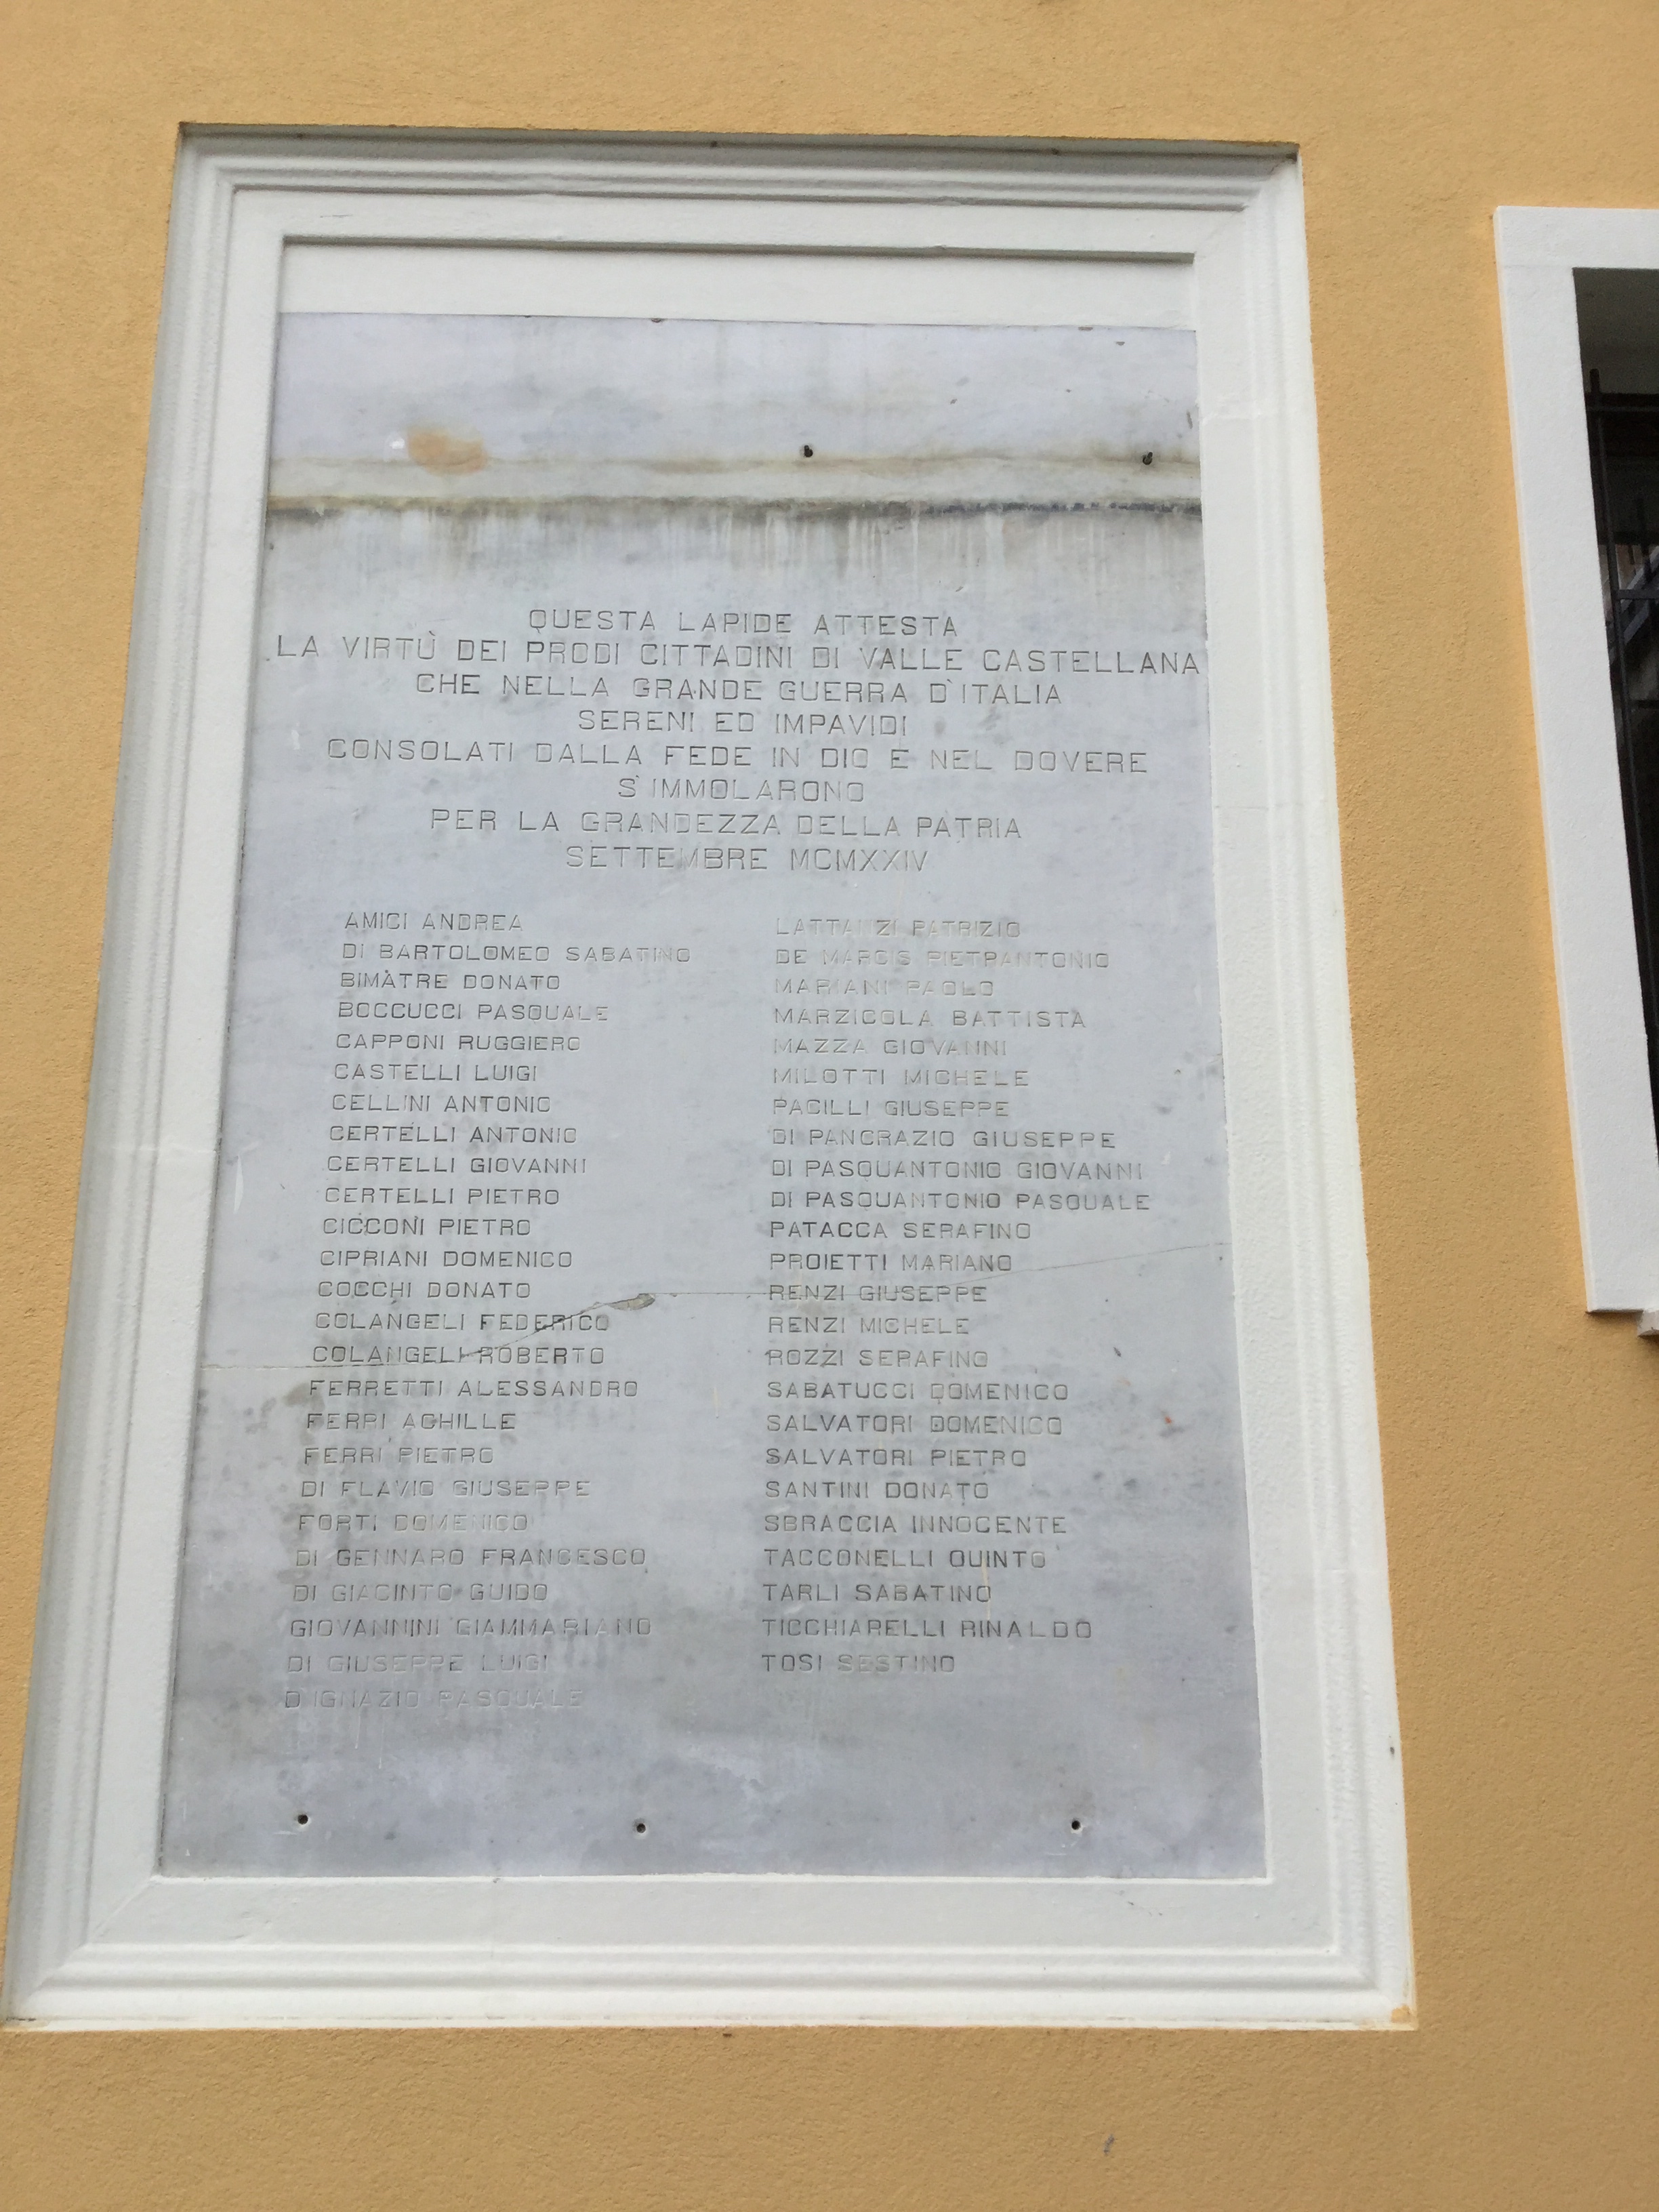 QUESTA LAPIDE ATTESTA
LA VIRTÙ DEI PRODI CITTADINI DI VALLE CASTELLANA
CHE NELLA GRANDE GUERRA D'ITALIA
SERENI ED IMPAVIDI
CONSOLATI DALLA FEDE IN DIO E NEL DOVERE
S'IMMOLARONO
PER LA GRANDEZZA DELLA PATRIA
SETTEMBRE MCMXXIV
AMICI ANDREA
DI BARTOLOMEO SABATINO
BIMATRE DONATO
BOCCUCCI PASQUALE
CAPPONI RUGGIERO
CASTELLI LUIGI
CELLINI ANTONIO
CERTELLI ANTONIO
CERTELLI GIOVANNI
CERTELLI PIETRO
CICCONI PIETRO
CIPRIANI DOMENICO
COCCHI DONATO
COLANGELI FEDERICO
COLANGELI ROBERTO
FERRETTI ALESSANDRO
FERRI ACHILLE
FERRI PIETRO
DI FLAVIO GIUSEPPE
FORTI DOMENICO
DI GENNARO FRANCESCO
DI GIACINTO GUIDO
GIOVANNINI GIAMMARIANO
DI GIUSEPPE LUIGI
D'IGNAZIO PASQUALE
LATTANZI PATRIZIO
DE MARCIS PIETRANTONIO
MARIANI PAOLO
MARZICOLA BATTISTA
MAZZA GIOVANNI
MILOTTI MICHELE
PACILLI GIUSEPPE
DI PANCRAZIO GIUSEPPE
DI PASQUANTONIO GIOVANNI
DI PASQUANTONIO PASQUALE
PATACCA SERAFINO
PROIETTI MARIANO
RENZI GIUSEPPE
RENZI MICHELE
ROZZI SERAFINO
SABATUCCI DOMENICO
SALVATORI DOMENICO
SALVATORI PIETRO
SANTINI DONATO
SBRACCIA INNOCENTE
TACCONELLI QUINTO
TARLI SABATINO
TICCHIARELLI RINALDO
TOSI SESTINO